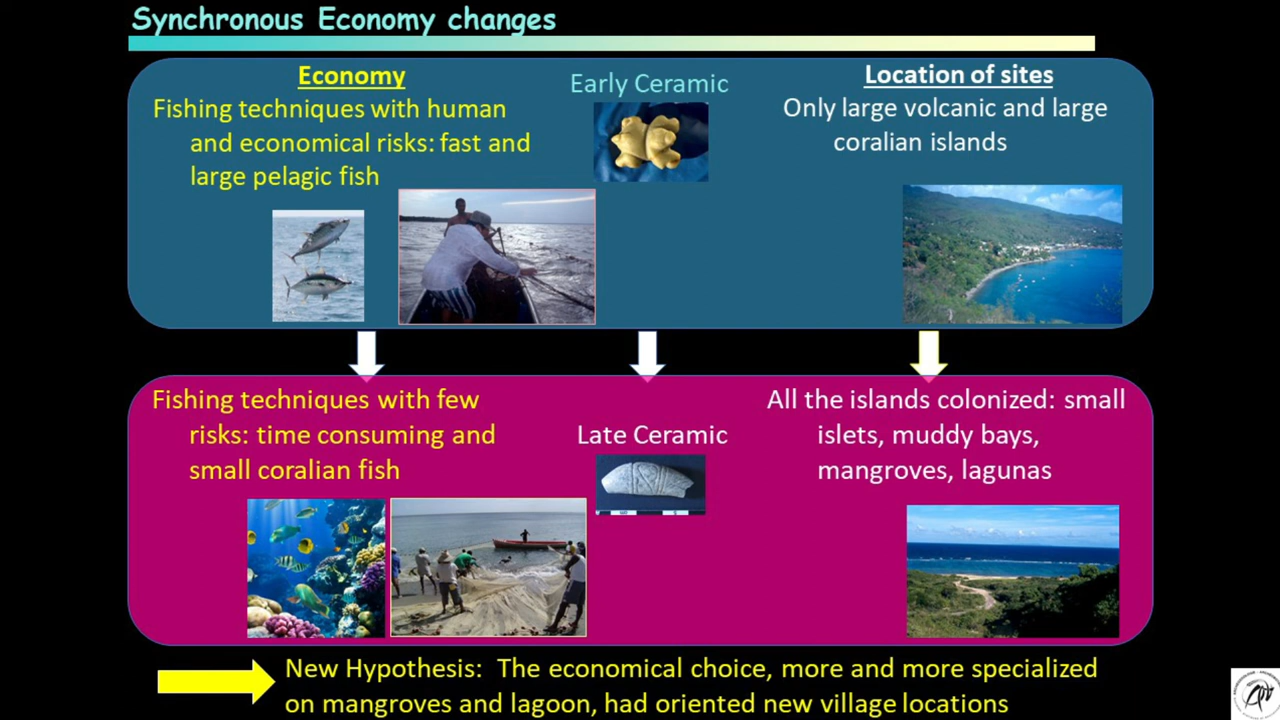 Synchronous Economy changes
Economy
Fishing techniques with human
and economical risks: fast and
large pelagic fish
Early Ceramic
Location of sites
Only large volcanic and large
coralian islands
Fishing techniques with few
risks: time consuming and
small coralian fish
Late Ceramic
All the islands colonized: small
islets, muddy bays,
mangroves, lagunas
New Hypothesis: The economical choice, more and more specialized
on mangroves and lagoon, had oriented new village locations